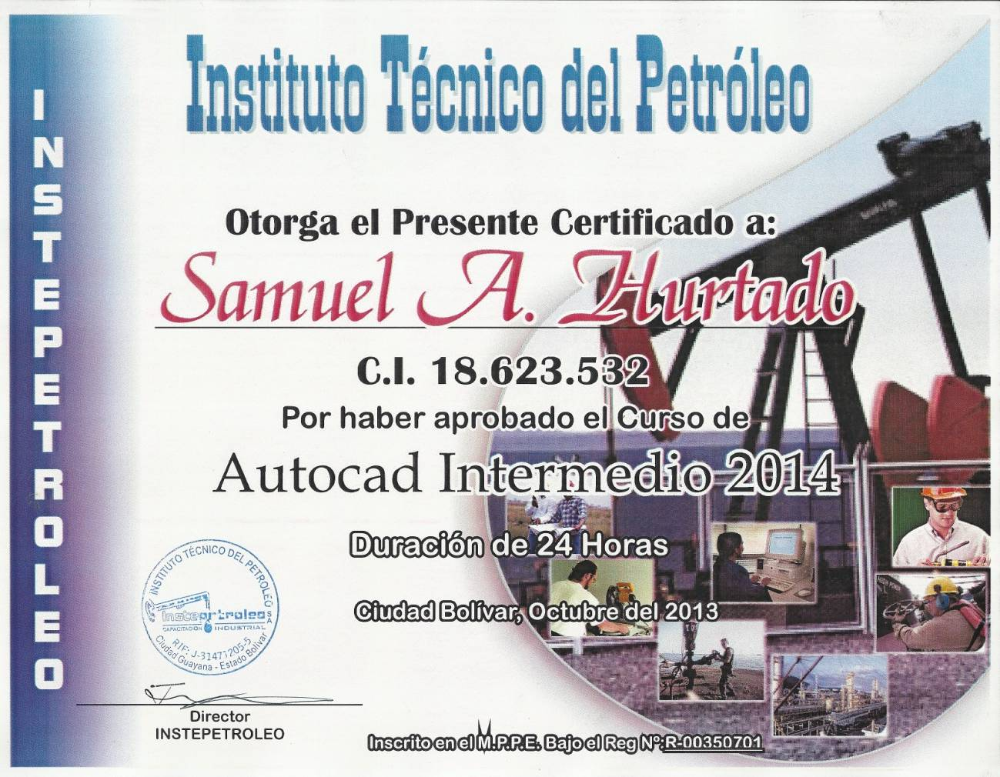 INSTEPETROLEO
Instituto Técnico del Petróleo
Otorga el Presente Certificado a:
Samuel A. Hurtado
C.I. 18.623.532
Por haber aprobado el Curso de
Autocad Intermedio 2014
Duración de 24 Horas
Ciudad Bolívar, Octubre del 2013
INSTITUTO TÉCNICO DEL PETROLEO S A
Instepetroleo
CAPACITACIÓN INDUSTRIAL
RIF: J-31471205-5
Ciudad Guayana - Estado Bolívar
Director
INSTEPETROLEO
Inscrito en el M.P.P.E. Bajo el Reg Nº:R-00350701